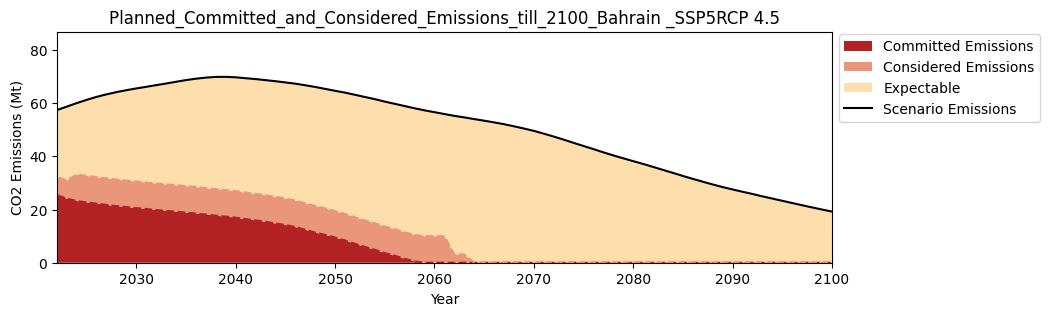 Planned_Committed_and_Considered_Emissions_till_2100_Bahrain _SSP5RCP 4.5
Committed Emissions
Considered Emissions
Expectable
Scenario Emissions
CO2 Emissions (Mt)
80
60
40
20
0
2030 2040 2050 2060 2070 2080 2090 2100
Year